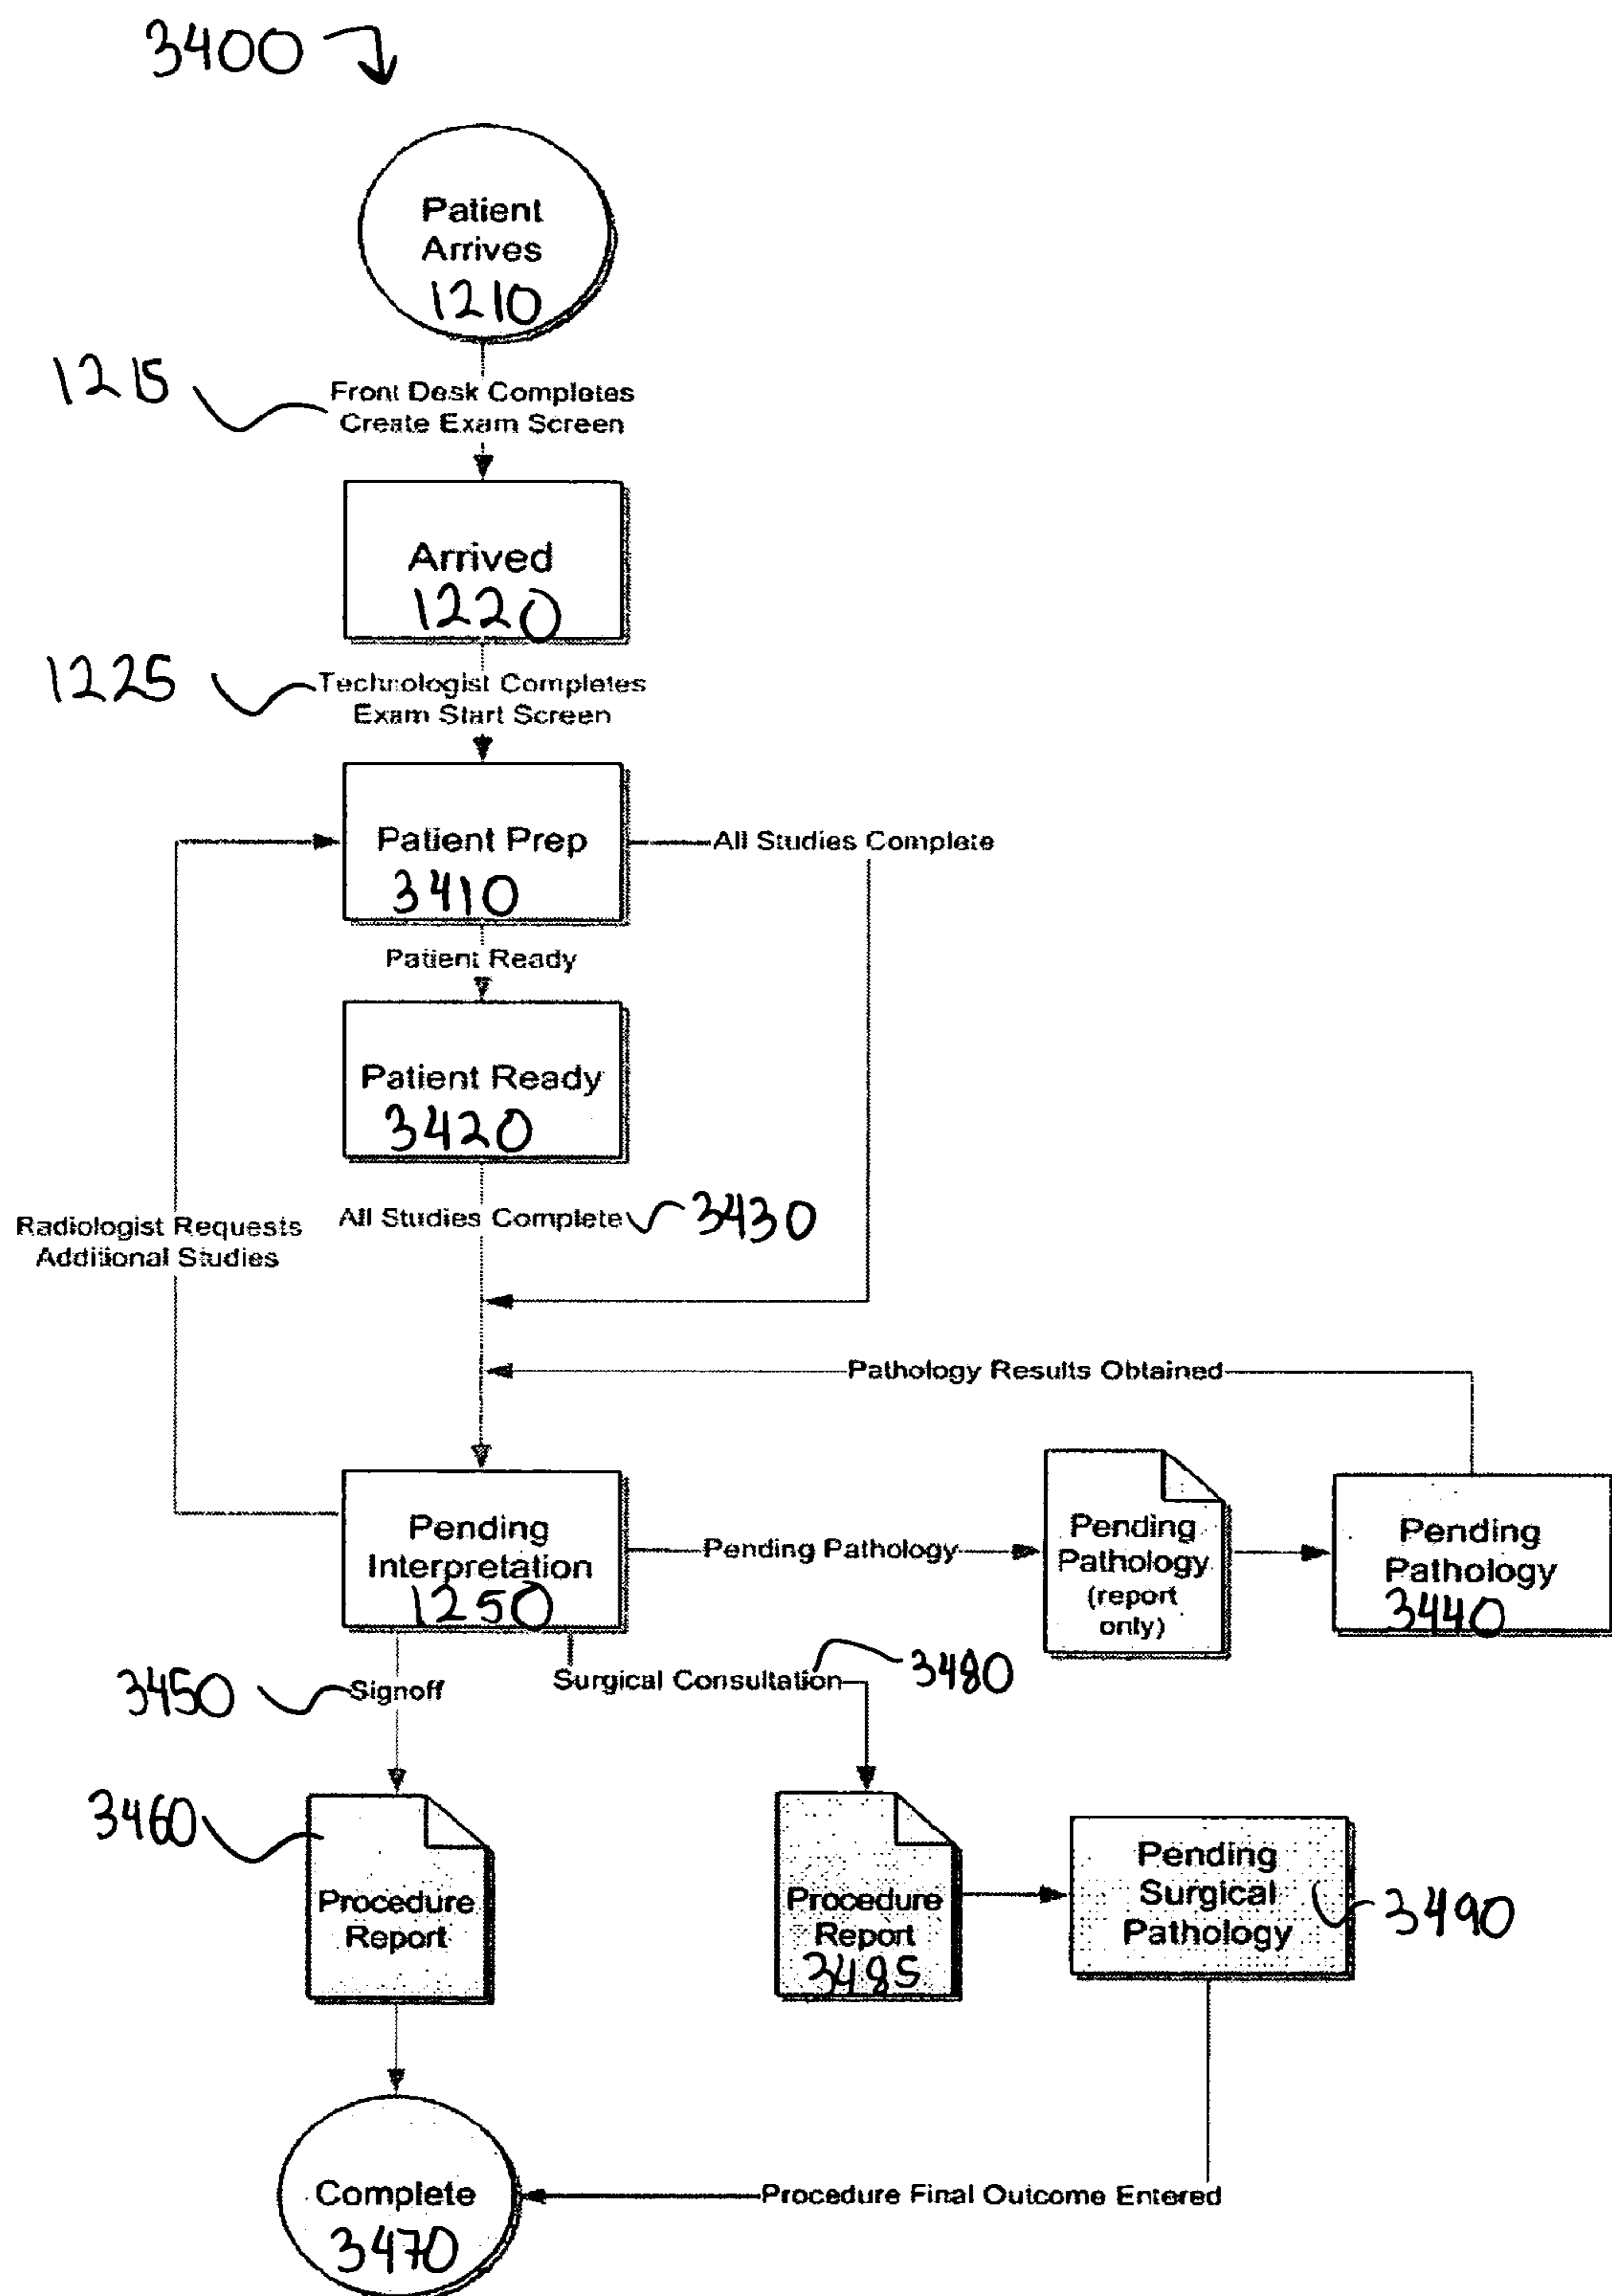 3400
Patient
Arrives
1210
1215
Front Desk Completes
Create Exam Screen
Arrived
1220
1225
Technologist Completes
Exam Start Screen
Patient Prep
3410
All Studies Complete
Patient Ready
Patient Ready
3420
Radiologist Requests
Additional Studies
All Studies Complete
3430
Pathology Results Obtained
Pending
Interpretation
1250
Pending Pathology
Pending
Pathology
(report
only)
Pending
Pathology
3440
3450
Signoff
Surgical Consultation
3480
3460
Procedure
Report
Procedure
Report
3485
Pending
Surgical
Pathology
3490
Complete
3470
Procedure Final Outcome Entered